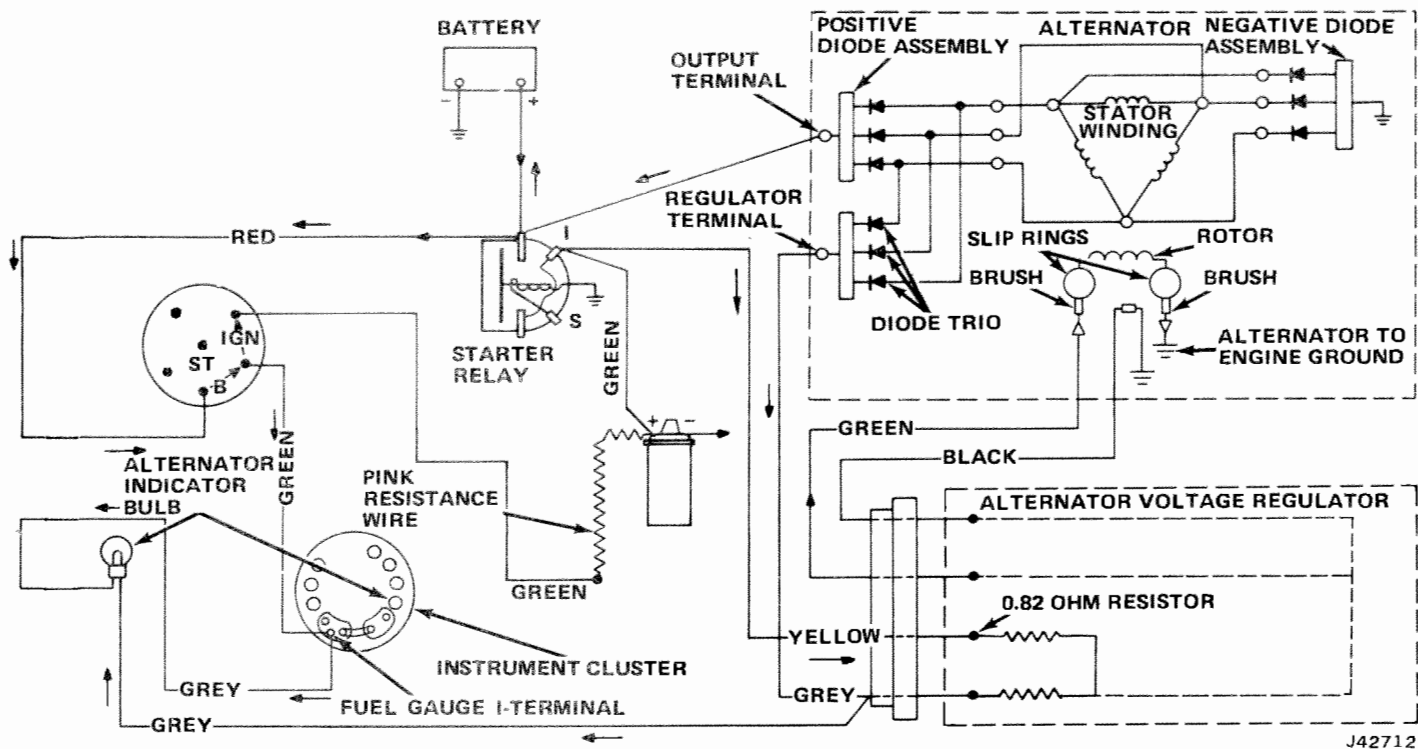 BATTERY
- +
OUTPUT
TERMINAL
POSITIVE
DIODE ASSEMBLY
ALTERNATOR
NEGATIVE DIODE
ASSEMBLY
STATOR
WINDING
REGULATOR
TERMINAL
SLIP RINGS
ROTOR
BRUSH
BRUSH
DIODE TRIO
ALTERNATOR TO
ENGINE GROUND
RED
I
S
STARTER
RELAY
IGN
ST
B
GREEN
GREEN
+ -
GREEN
BLACK
ALTERNATOR
INDICATOR
BULB
PINK
RESISTANCE
WIRE
GREEN
ALTERNATOR VOLTAGE REGULATOR
0.82 OHM RESISTOR
YELLOW
GREY
INSTRUMENT CLUSTER
GREY
FUEL GAUGE I-TERMINAL
GREY
J42712